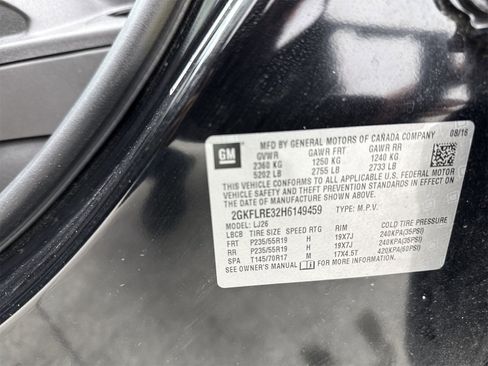 GM
MFD BY GENERAL MOTORS OF CANADA COMPANY 08/16
GVWR GAWR FRT GAWR RR
2360 KG 1250 KG 1240 KG
5202 LB 2755 LB 2733 LB
THIS VEHICLE CONFORMS TO ALL APPLICABLE U.S. FEDERAL MOTOR
VEHICLE SAFETY AND THEFT PREVENTION STANDARDS IN EFFECT ON
THE DATE OF MANUFACTURE SHOWN ABOVE.
2GKFLRE32H6149459 TYPE: M.P.V.
MODEL: LJ26
LBCB TIRE SIZE SPEED RTG RIM COLD TIRE PRESSURE
FRT P235/55R19 H 19X7J 240KPA(35PSI)
RR P235/55R19 H 19X7J 240KPA(35PSI)
SPA T145/70R17 M 17X4.5T 420KPA(60PSI)
SEE OWNER'S MANUAL FOR MORE INFORMATION.